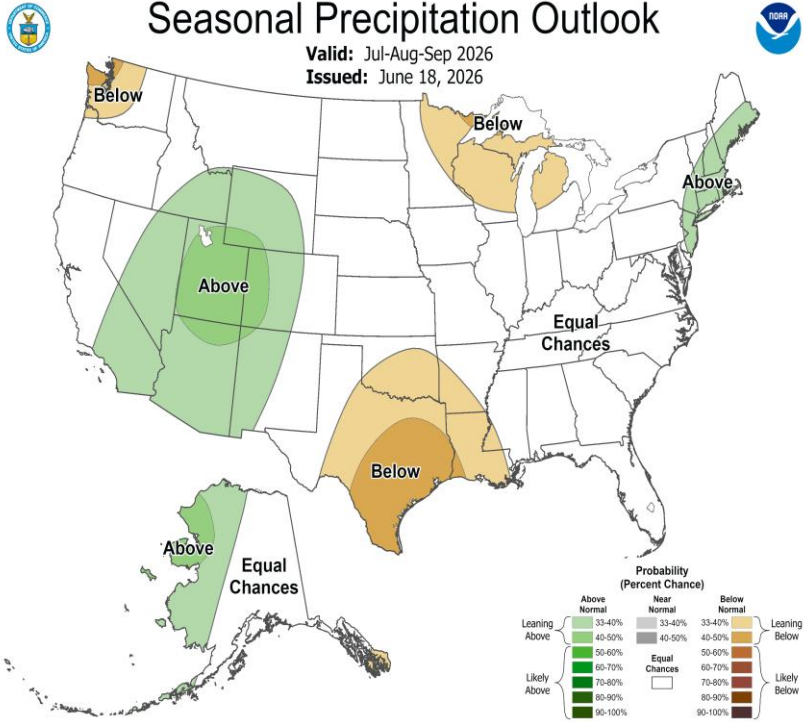 Seasonal Precipitation Outlook
Valid: Jul-Aug-Sep 2026
Issued: June 18, 2026
NOAA
Below
Below
Above
Above
Equal
Chances
Below
Above
Equal
Chances
Probability
(Percent Chance)
Above
Normal
Near
Normal
Below
Normal
Leaning
Above
33-40%
33-40%
33-40%
Leaning
Below
40-50%
40-50%
40-50%
50-60%
Equal
Chances
50-60%
60-70%
60-70%
Likely
Above
70-80%
70-80%
Likely
Below
80-90%
80-90%
90-100%
90-100%